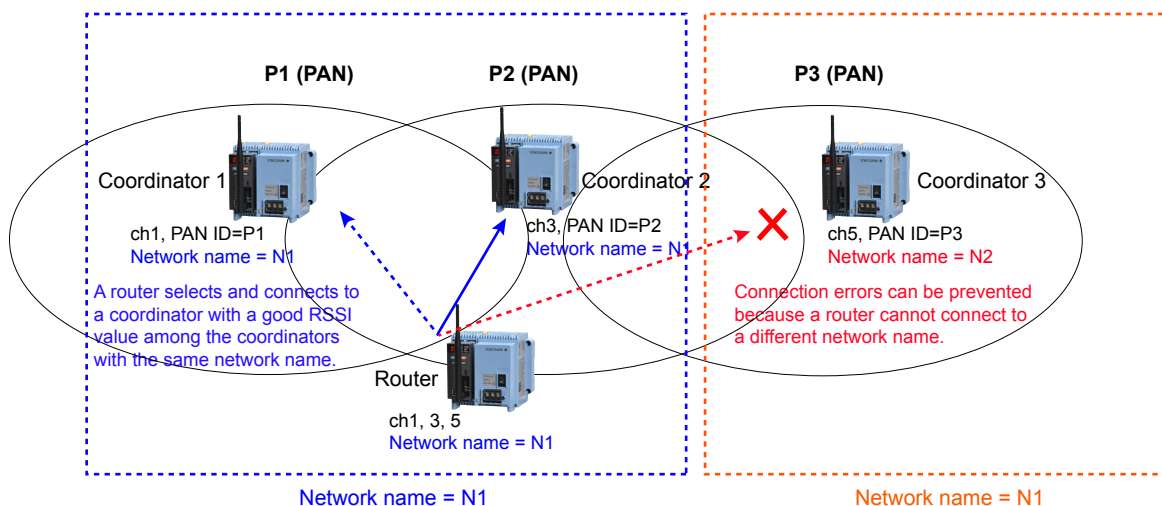 P1 (PAN)
P2 (PAN)
P3 (PAN)
Coordinator 1
Coordinator 2
Coordinator 3
ch1, PAN ID=P1
Network name = N1
ch3, PAN ID=P2
Network name = N1
ch5, PAN ID=P3
Network name = N2
A router selects and connects to
a coordinator with a good RSSI
value among the coordinators
with the same network name.
Connection errors can be prevented
because a router cannot connect to
a different network name.
Router
ch1, 3, 5
Network name = N1
Network name = N1
Network name = N1